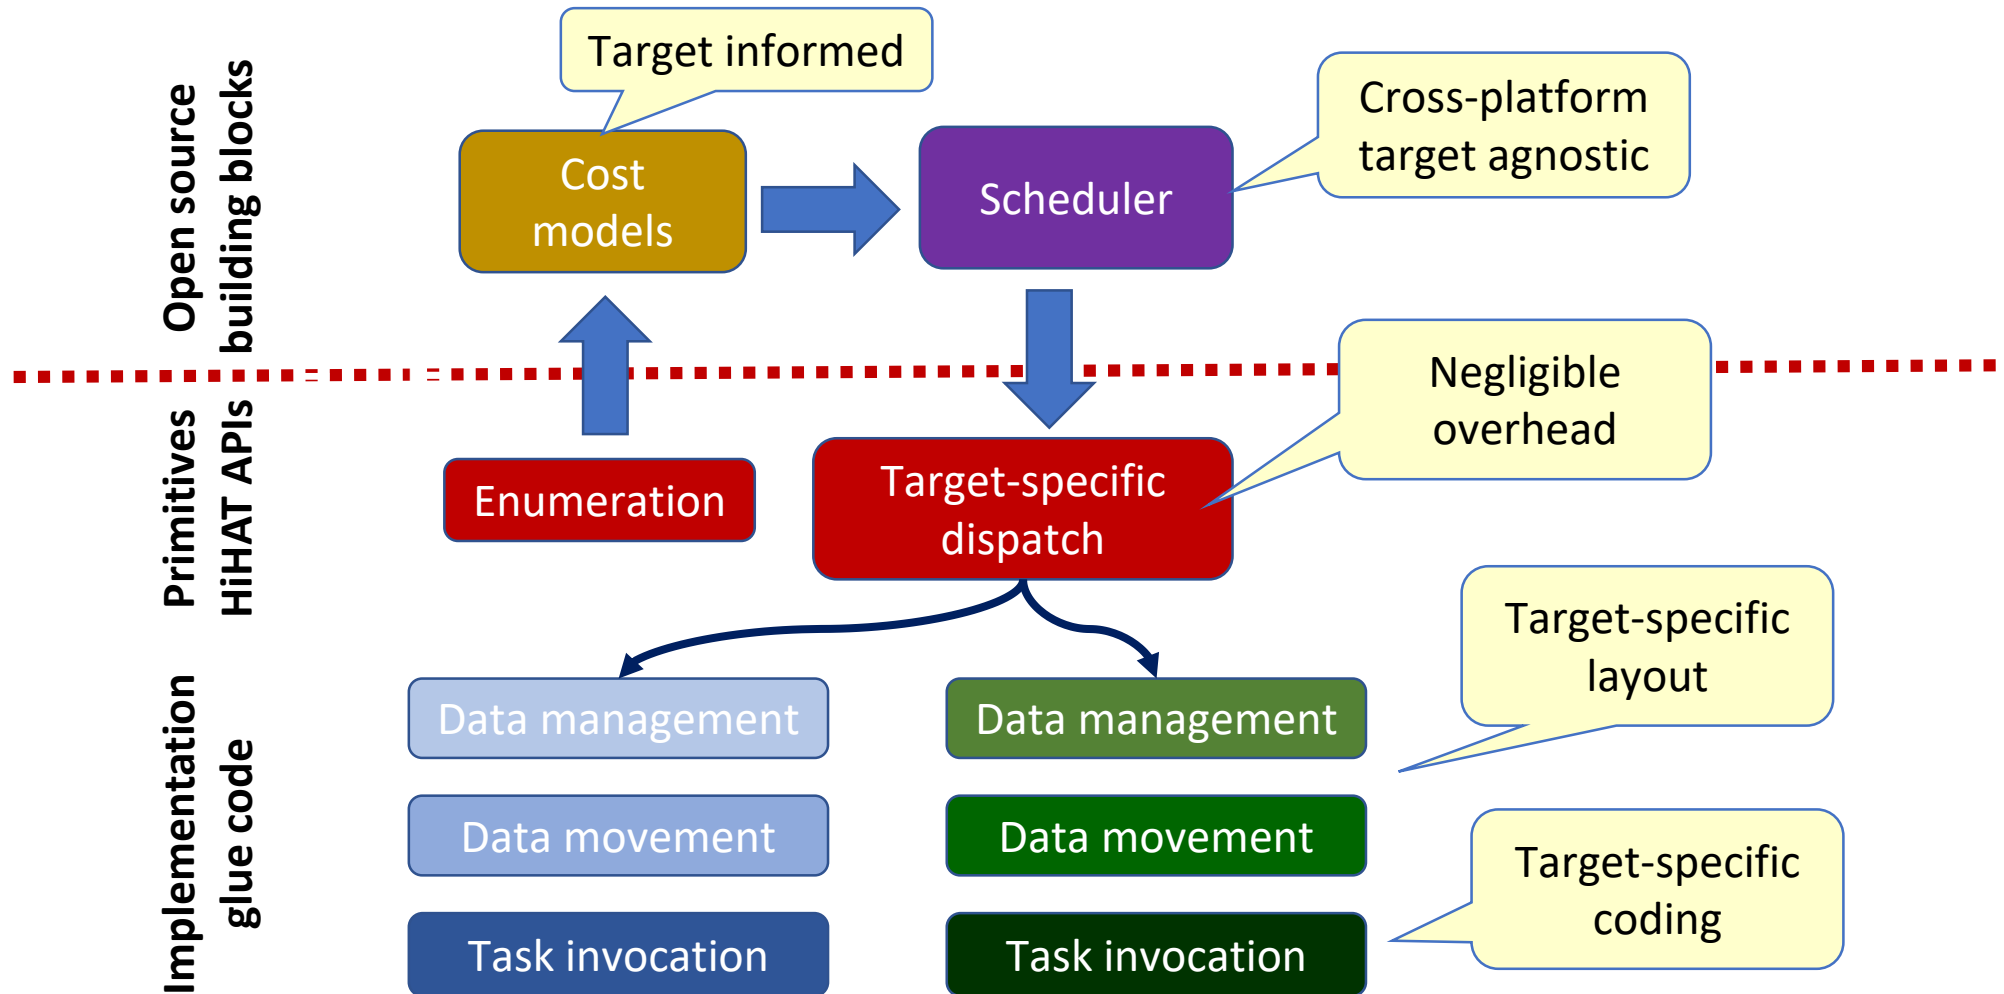 Open source
building blocks
Target informed
Cost
models
Scheduler
Cross-platform
target agnostic
Primitives
HiHAT APIs
Enumeration
Target-specific
dispatch
Negligible
overhead
Implementation
glue code
Data management
Data movement
Task invocation
Data management
Data movement
Task invocation
Target-specific
layout
Target-specific
coding